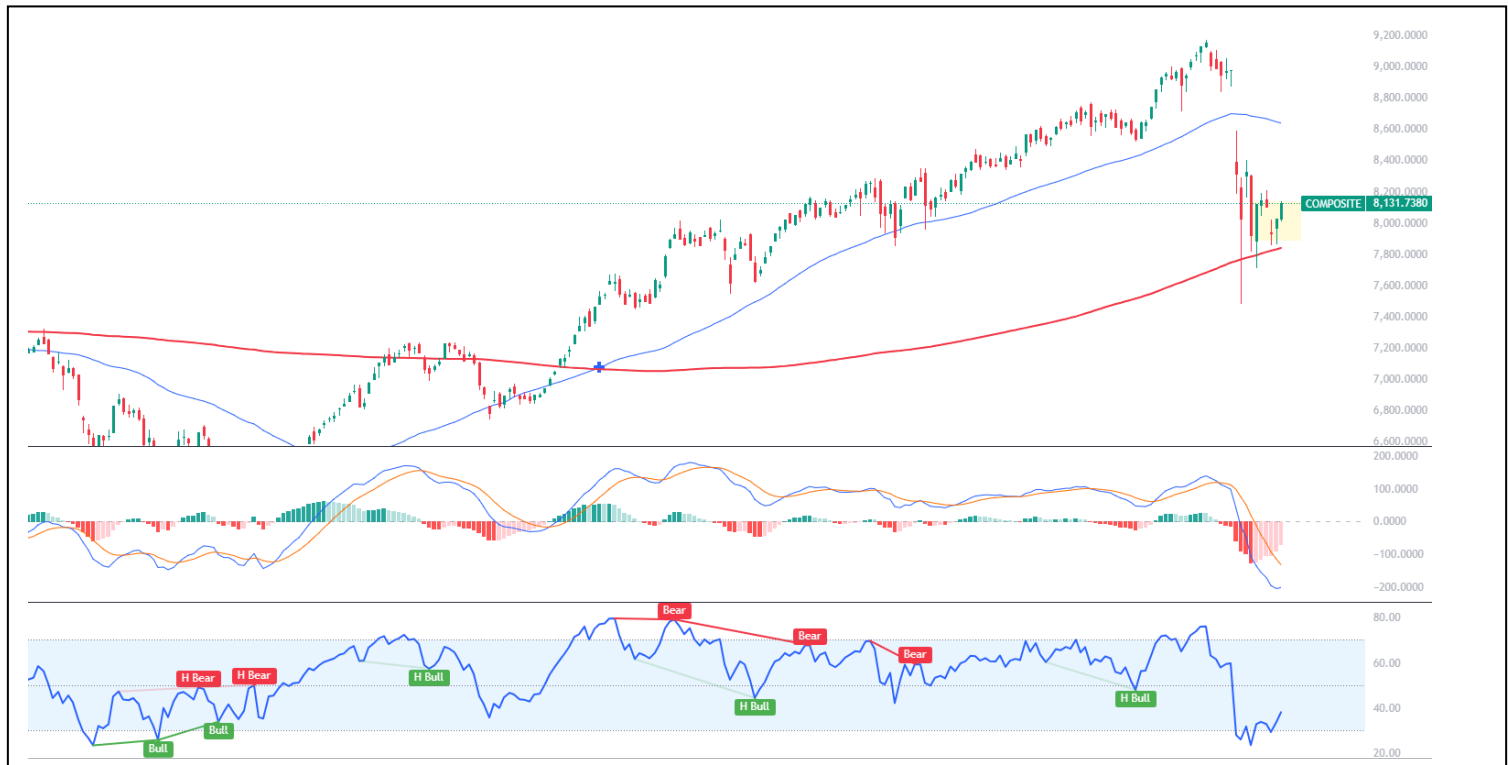 9,200.0000
9,000.0000
8,800.0000
8,600.0000
8,400.0000
8,200.0000
COMPOSITE 8,131.7380
8,000.0000
7,800.0000
7,600.0000
7,400.0000
7,200.0000
7,000.0000
6,800.0000
6,600.0000
200.0000
100.0000
0.0000
−100.0000
−200.0000
80.00
Bear
Bear
Bear
60.00
H Bear
H Bear
H Bull
H Bull
H Bull
40.00
Bull
Bull
20.00